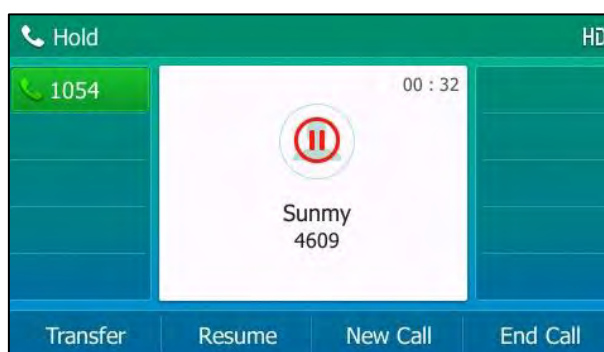 Hold HD
1054
00 : 32
Sunmy
4609
Transfer Resume New Call End Call